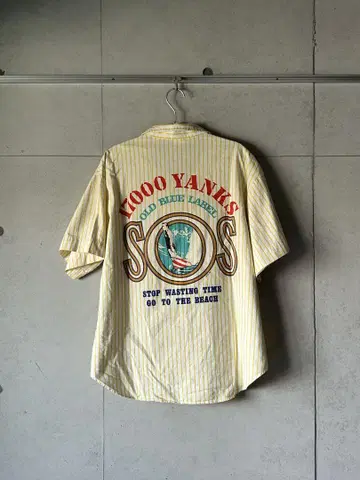 17000 YANKS
OLD BLUE LABEL
SOS
STOP WASTING TIME
GO TO THE BEACH